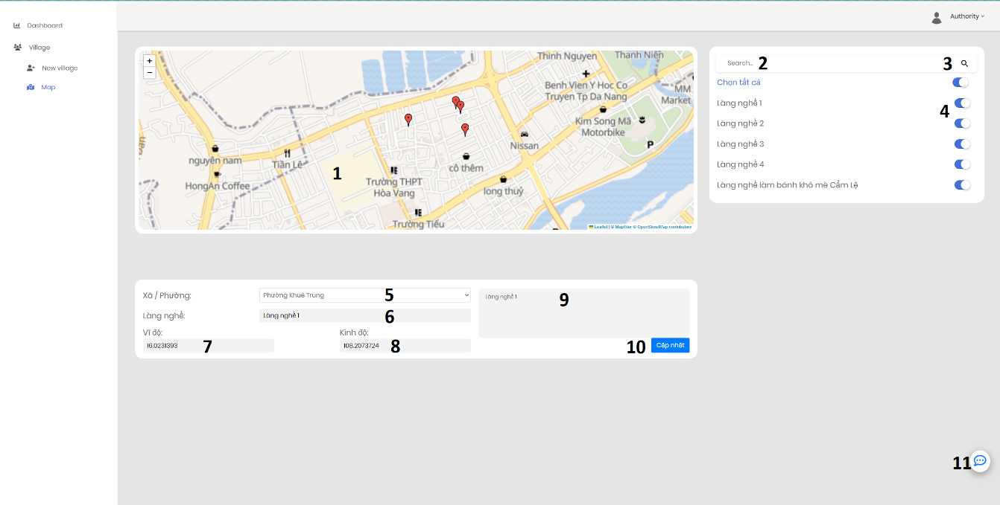 Dashboard
Village
New village
Map
Authority
+
−
Thinh Nguyen
Thanh Niên
Benh Vien Y Hoc Co
Truyen Tp Da Nang
MM
Market
Kim Song Mã
Motorbike
P
Nissan
nguyên nam
Tiần Lê
HongAn Coffee
1
cô thêm
Trường THPT
Hòa Vang
long thuỷ
Trường Tiểu
Leaflet | © MapTiler © OpenStreetMap contributors
Search.. 2 3
Chọn tất cả
Làng nghề 1
4
Làng nghề 2
Làng nghề 3
Làng nghề 4
Làng nghề làm bánh khô mè Cẩm Lệ
Xã / Phường: Phường Khuê Trung 5
Làng nghề: Làng nghề 1 6
Vĩ độ: Kinh độ:
16.0231393 7 108.2073724 8
Làng nghề 1 9
10 Cập nhật
11